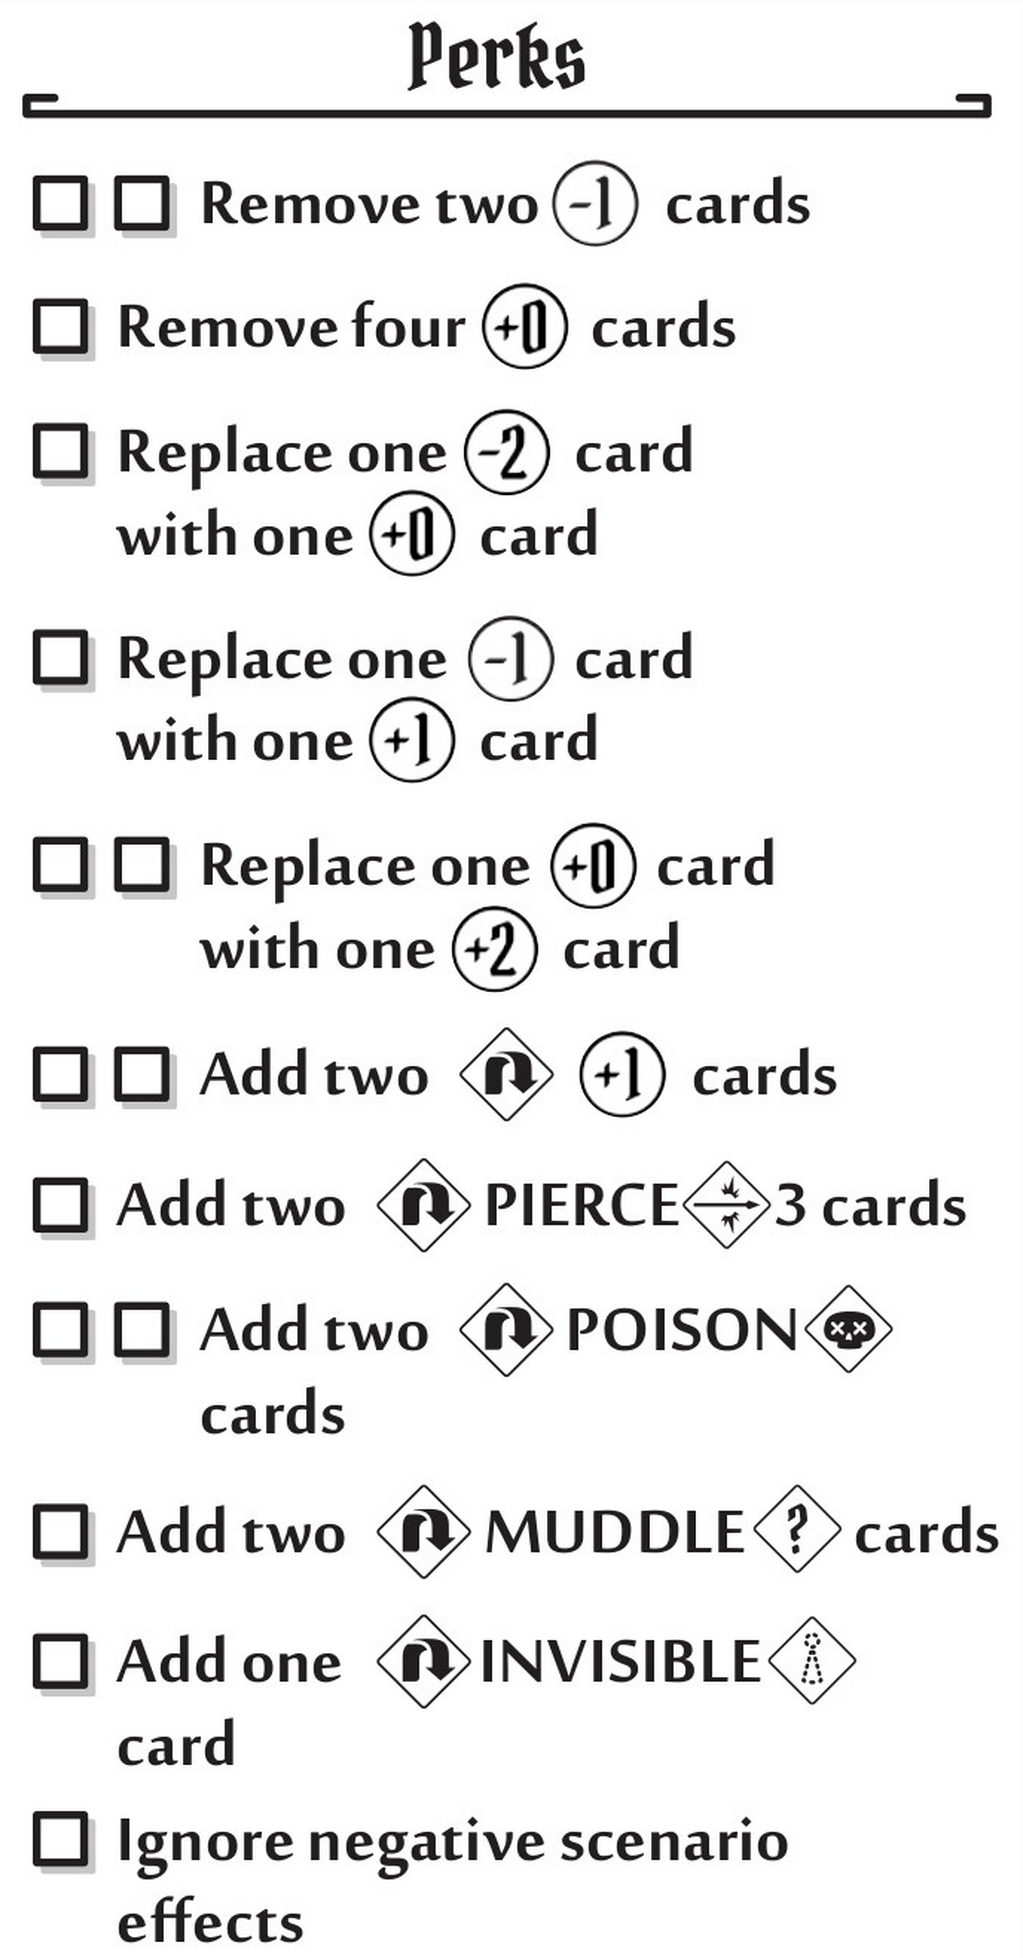 Perks
Remove two -1 cards
Remove four +0 cards
Replace one -2 card
with one +0 card
Replace one -1 card
with one +1 card
Replace one +0 card
with one +2 card
Add two +1 cards
Add two PIERCE 3 cards
Add two POISON
cards
Add two MUDDLE ? cards
Add one INVISIBLE
card
Ignore negative scenario
effects